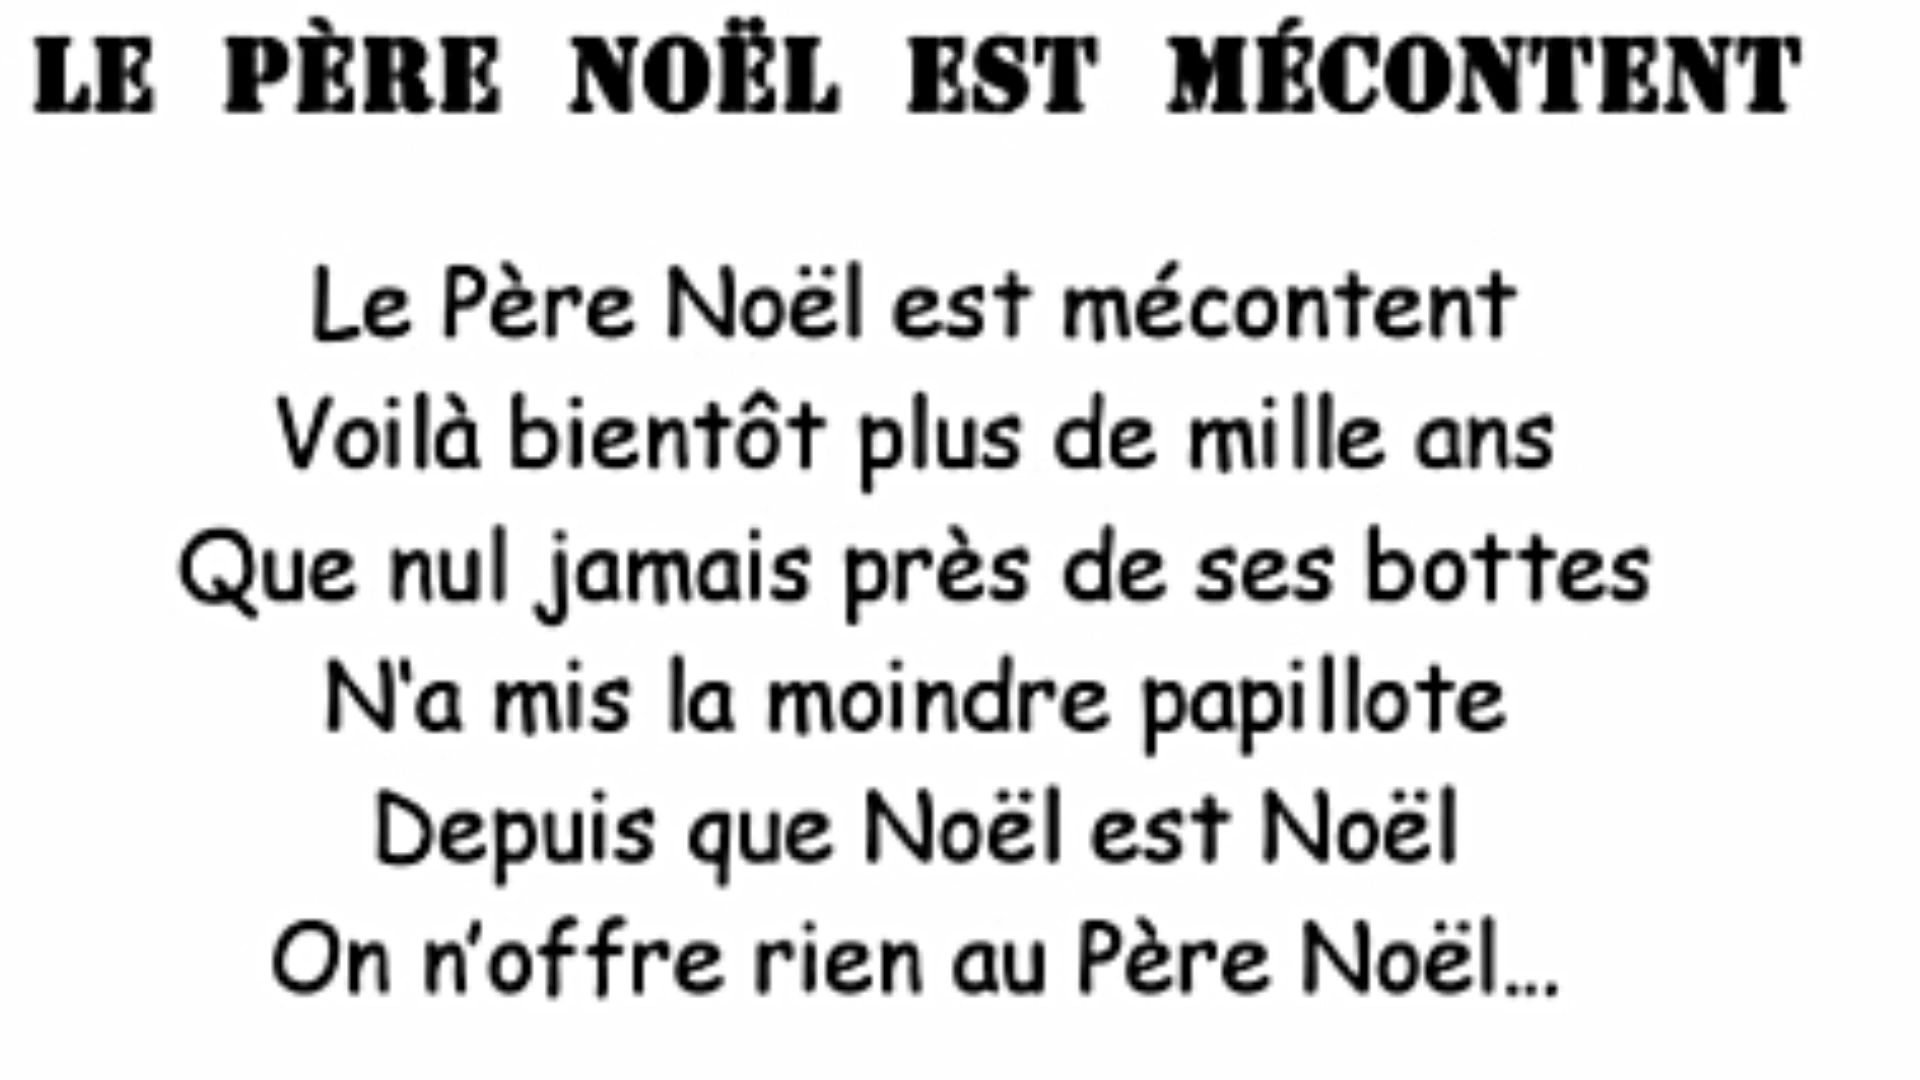 LE PÈRE NOËL EST MÉCONTENT
Le Père Noël est mécontent
Voilà bientôt plus de mille ans
Que nul jamais près de ses bottes
N'a mis la moindre papillote
Depuis que Noël est Noël
On n'offre rien au Père Noël...